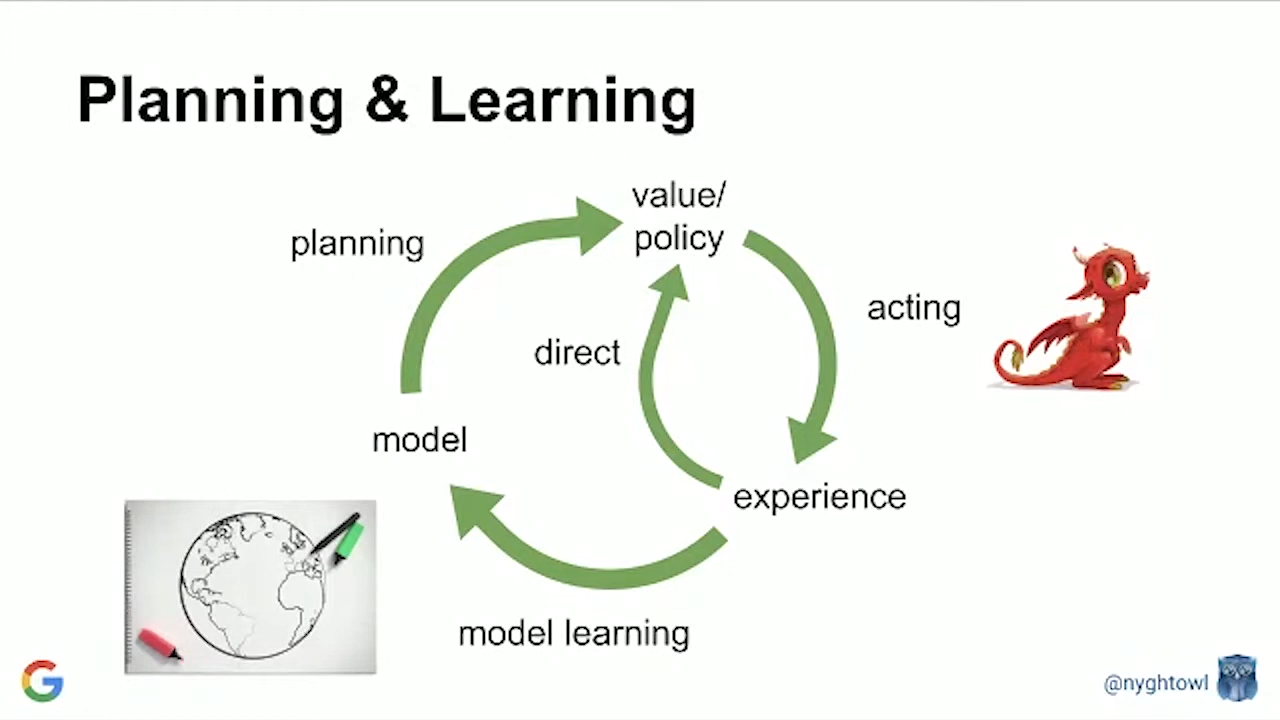 Planning & Learning
value/
policy
planning
acting
direct
model
experience
model learning
@nyghtowl